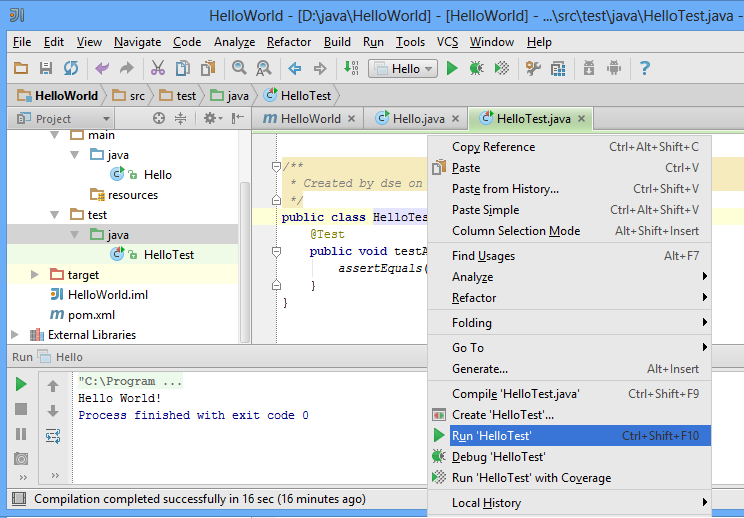 HelloWorld - [D:\java\HelloWorld] - [HelloWorld] - ...\src\test\java\HelloTest.java -
File Edit View Navigate Code Analyze Refactor Build Run Tools VCS Window Help
Hello
HelloWorld src test java HelloTest
Project
HelloWorld Hello.java HelloTest.java
main
java
Hello
resources
test
java
HelloTest
target
HelloWorld.iml
pom.xml
External Libraries
/**
* Created by dse on
*/
public class HelloTes
@Test
public void testA
assertEquals(
}
}
Copy Reference Ctrl+Alt+Shift+C
Paste Ctrl+V
Paste from History... Ctrl+Shift+V
Paste Simple Ctrl+Alt+Shift+V
Column Selection Mode Alt+Shift+Insert
Find Usages Alt+F7
Analyze
Refactor
Folding
Go To
Generate... Alt+Insert
Compile 'HelloTest.java' Ctrl+Shift+F9
Create 'HelloTest'...
Run 'HelloTest' Ctrl+Shift+F10
Debug 'HelloTest'
Run 'HelloTest' with Coverage
Local History
Run Hello
"C:\Program ...
Hello World!
Process finished with exit code 0
Compilation completed successfully in 16 sec (16 minutes ago)